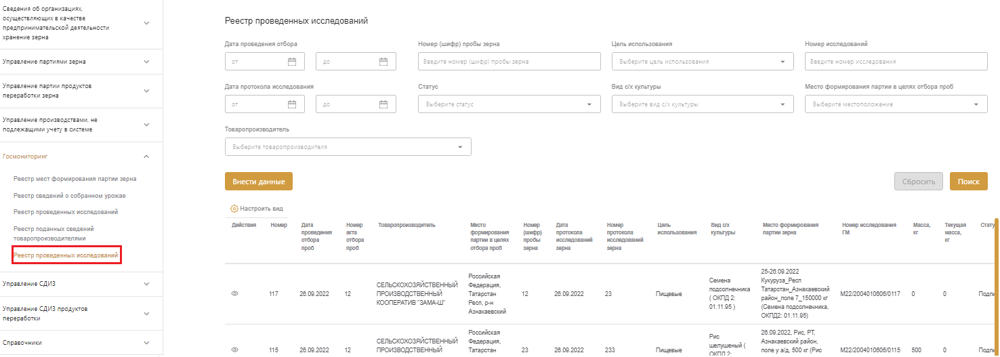 Сведения об организациях,
осуществляющих в качестве
предпринимательской деятельности
хранение зерна
Управление партиями зерна
Управление партии продуктов
переработки зерна
Управление производствами, не
подлежащими учету в системе
Госмониторинг
Реестр мест формирования партии зерна
Реестр сведений о собранном урожае
Реестр проведенных исследований
Реестр поданных сведений
товаропроизводителями
Реестр проведенных исследований
Управление СДИЗ
Управление СДИЗ продуктов
переработки
Справочники
Реестр проведенных исследований
Дата проведения отбора
от
до
Номер (шифр) пробы зерна
Введите номер (шифр) пробы зерна
Цель использования
Выберите цель использования
Номер исследований
Введите номер исследования
Дата протокола исследования
от
до
Статус
Выберите статус
Вид с/х культуры
Выберите вид с/х культуры
Место формирования партии в целях отбора проб
Выберите местоположение
Товаропроизводитель
Выберите товаропроизводителя
Внести данные
Сбросить
Поиск
Настроить вид
Действия
Номер
Дата
проведения
отбора
проб
Номер
акта
отбора
проб
Товаропроизводитель
Место
формирования
партии в целях
отбора проб
Номер
(шифр)
пробы
зерна
Дата
протокола
исследований
зерна
Номер
протокола
исследований
зерна
Цель
использования
Вид с/х
культуры
Место формирования
партии зерна
Номер исследования
ГМ
Масса,
кг
Текущая
масса,
кг
Стату
117
26.09.2022
12
СЕЛЬСКОХОЗЯЙСТВЕННЫЙ
ПРОИЗВОДСТВЕННЫЙ
КООПЕРАТИВ "ЗАМА-Ш"
Российская
Федерация,
Татарстан
Респ, р-н
Азнакаевский
12
26.09.2022
23
Пищевые
Семена
подсолнечника
( ОКПД 2:
01.11.95 )
25-26.09.2022
Кукуруза_Респ
Татарстан_Азнакаевский
район_поле 7_150000 кг
(Семена подсолнечника,
ОКПД2: 01.11.95)
М22/2004010606/0117
0
0
Подпи
115
26.09.2022
12
СЕЛЬСКОХОЗЯЙСТВЕННЫЙ
ПРОИЗВОДСТВЕННЫЙ
Российская
Федерация,
Татарстан
23
26.09.2022
233
Пищевые
Рис
шелушеный (
ОКПД 2:
26.09.2022, Рис, РТ,
Азнакаевский район,
поле у а/д, 500 кг (Рис
М22/2004010606/0115
500
0
Подпи